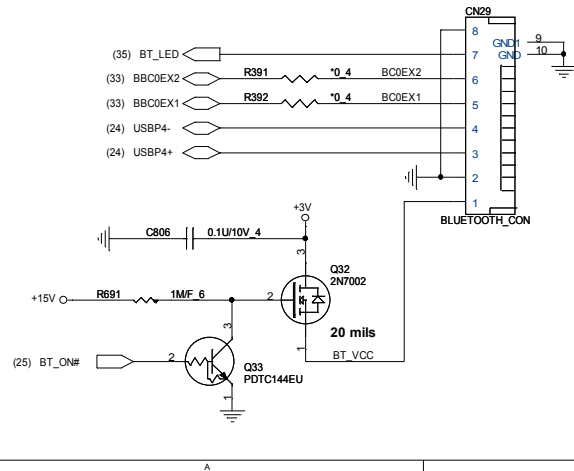 CN29
8
GND1 9
GND 10
(35) BT_LED 7
(33) BBC0EX2 R391 *0_4 BC0EX2 6
(33) BBC0EX1 R392 *0_4 BC0EX1 5
(24) USBP4- 4
(24) USBP4+ 3
2
1
BLUETOOTH_CON
+3V
C806 0.1U/10V_4
3
Q32
2N7002
+15V R691 1M/F_6 2
20 mils
3
1
BT_VCC
(25) BT_ON# 2
Q33
PDTC144EU
1
A